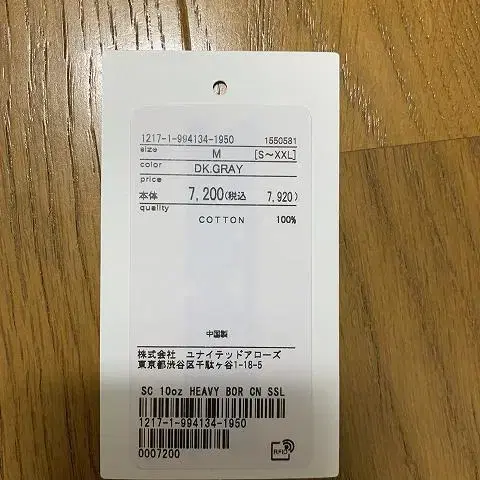 1217-1-994134-1950 1550581
size M [S～XXL]
color DK.GRAY
price
本体 7,200(税込 7,920)
quality
COTTON 100%
中国製
株式会社 ユナイテッドアローズ
東京都渋谷区千駄ヶ谷1-18-5
SC 10oz HEAVY BOR CN SSL
1217-1-994134-1950
0007200
RFID